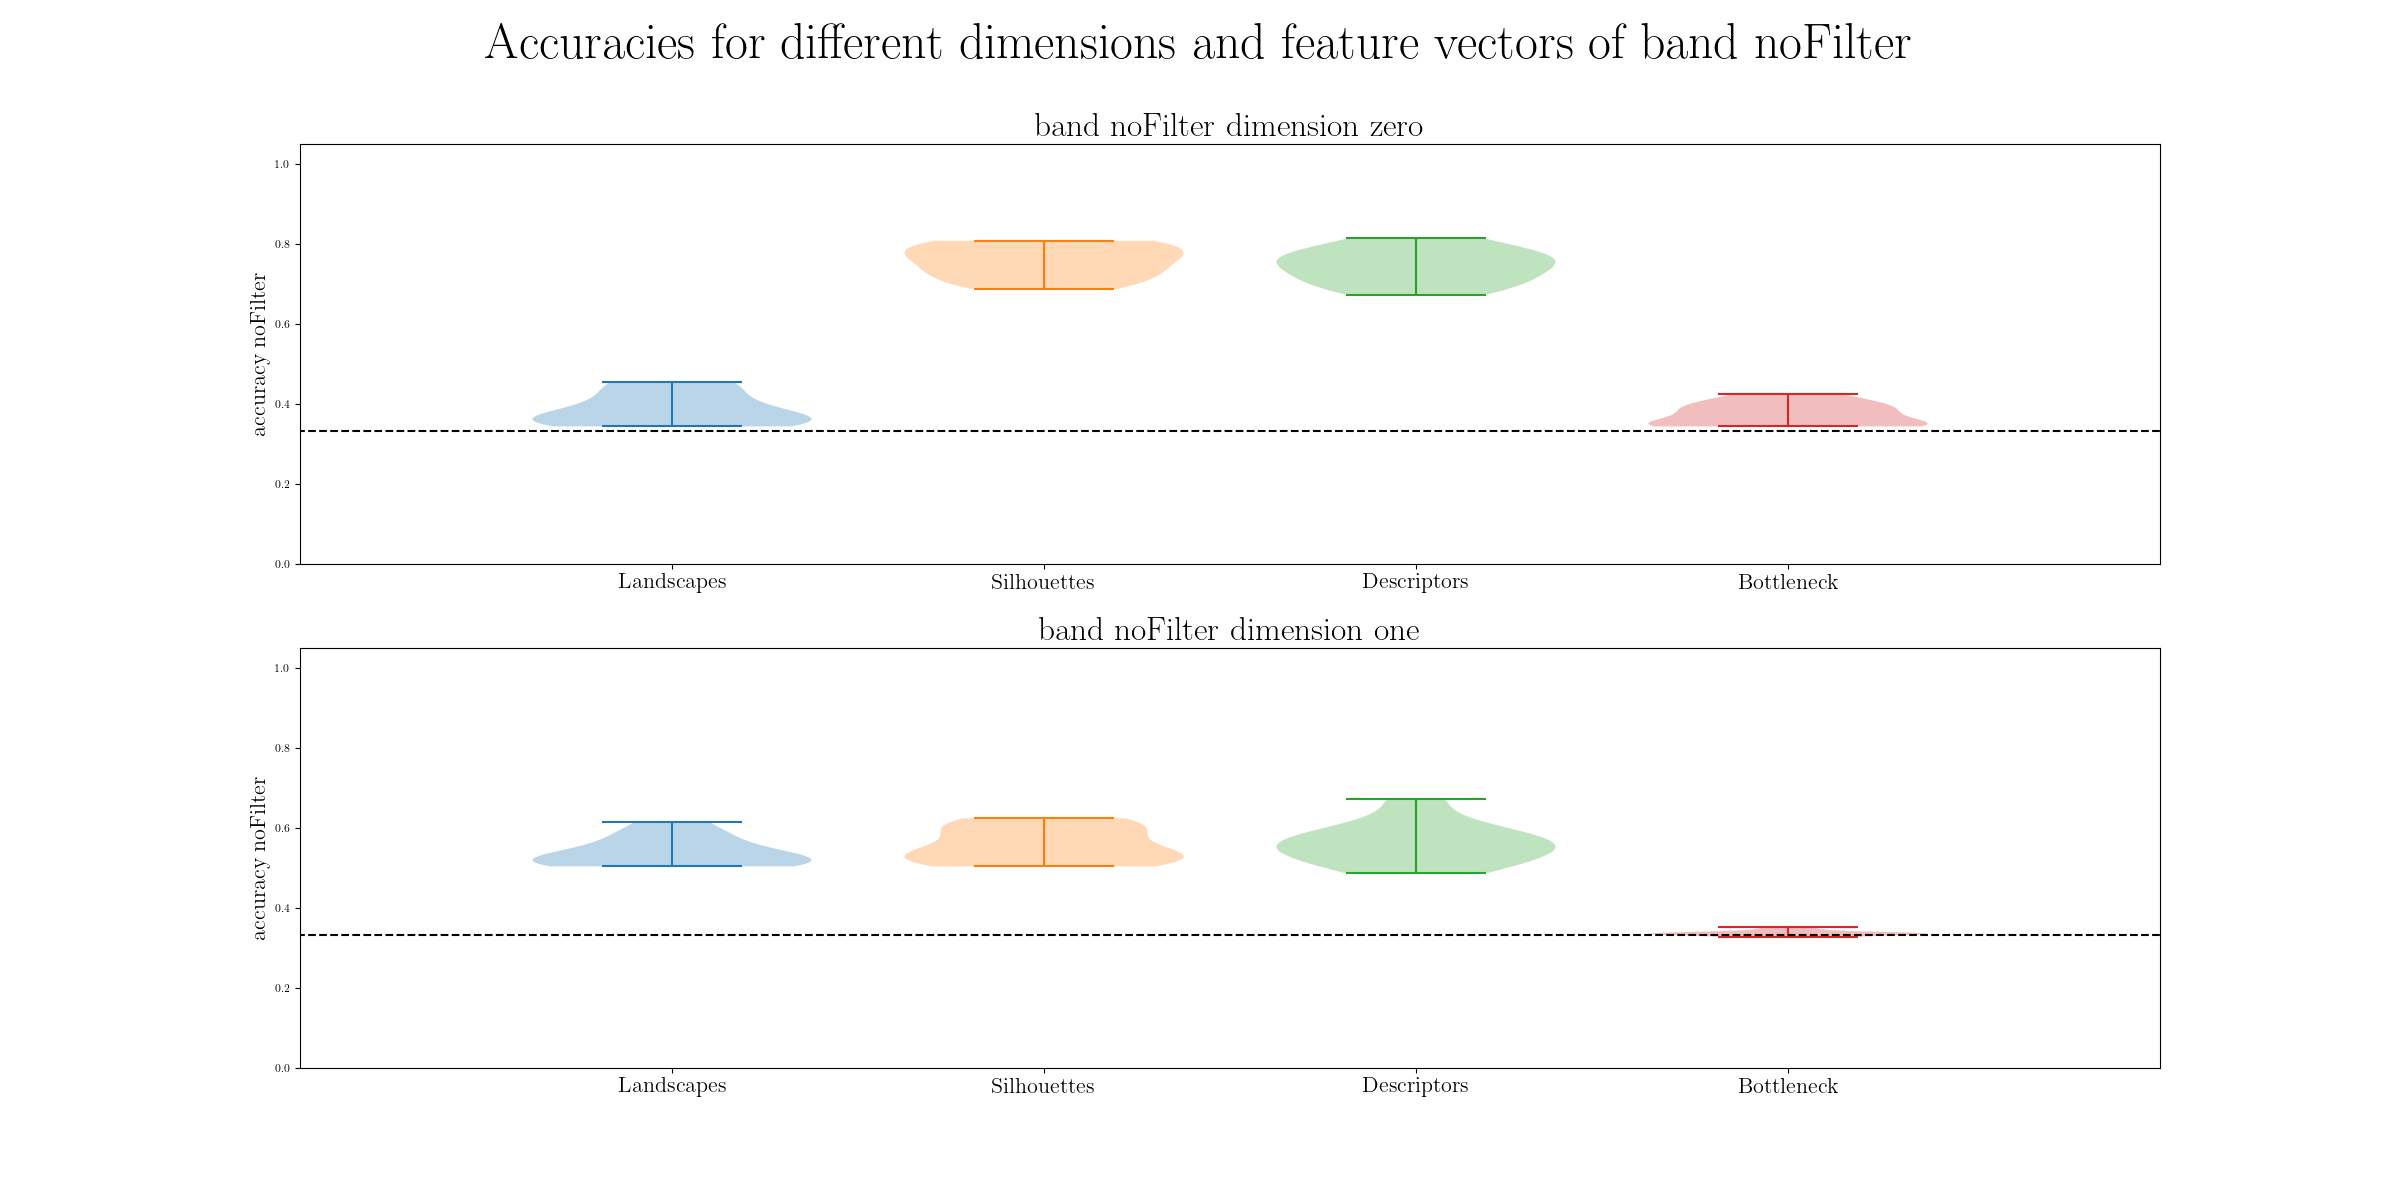 Accuracies for different dimensions and feature vectors of band noFilter
band noFilter dimension zero
accuracy noFilter
1.0
0.8
0.6
0.4
0.2
0.0
Landscapes Silhouettes Descriptors Bottleneck
band noFilter dimension one
accuracy noFilter
1.0
0.8
0.6
0.4
0.2
0.0
Landscapes Silhouettes Descriptors Bottleneck